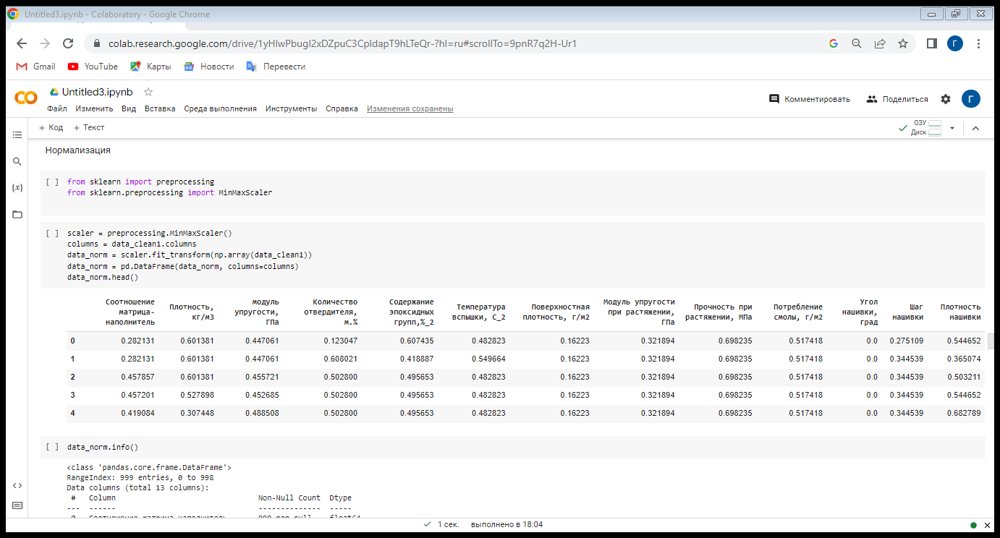 Untitled3.ipynb - Colaboratory - Google Chrome
colab.research.google.com/drive/1yHlwPbugI2xDZpuC3CpIdapT9hLTeQr-?hl=ru#scrollTo=9pnR7q2H-Ur1
Г
Gmail YouTube Карты Новости Перевести
CO Untitled3.ipynb
Комментировать Поделиться Г
Файл Изменить Вид Вставка Среда выполнения Инструменты Справка Изменения сохранены
+ Код + Текст
ОЗУ
Диск
Нормализация
{x}
[ ] from sklearn import preprocessing
from sklearn.preprocessing import MinMaxScaler
[ ] scaler = preprocessing.MinMaxScaler()
columns = data_clean1.columns
data_norm = scaler.fit_transform(np.array(data_clean1))
data_norm = pd.DataFrame(data_norm, columns=columns)
data_norm.head()
Соотношение матрица-наполнитель Плотность, кг/м3 модуль упругости, ГПа Количество отвердителя, м.% Содержание эпоксидных групп,%_2 Температура вспышки, С_2 Поверхностная плотность, г/м2 Модуль упругости при растяжении, ГПа Прочность при растяжении, МПа Потребление смолы, г/м2 Угол нашивки, град Шаг нашивки Плотность нашивки
0 0.282131 0.601381 0.447061 0.123047 0.607435 0.482823 0.16223 0.321894 0.698235 0.517418 0.0 0.275109 0.544652
1 0.282131 0.601381 0.447061 0.608021 0.418887 0.549664 0.16223 0.321894 0.698235 0.517418 0.0 0.344539 0.365074
2 0.457857 0.601381 0.455721 0.502800 0.495653 0.482823 0.16223 0.321894 0.698235 0.517418 0.0 0.344539 0.503211
3 0.457201 0.527898 0.452685 0.502800 0.495653 0.482823 0.16223 0.321894 0.698235 0.517418 0.0 0.344539 0.544652
4 0.419084 0.307448 0.488508 0.502800 0.495653 0.482823 0.16223 0.321894 0.698235 0.517418 0.0 0.344539 0.682789
[ ] data_norm.info()
<class 'pandas.core.frame.DataFrame'>
RangeIndex: 999 entries, 0 to 998
Data columns (total 13 columns):
# Column Non-Null Count Dtype
--- ------ -------------- -----
0 Соотношение матрица-наполнитель 999 non-null float64
1 сек. выполнено в 18:04